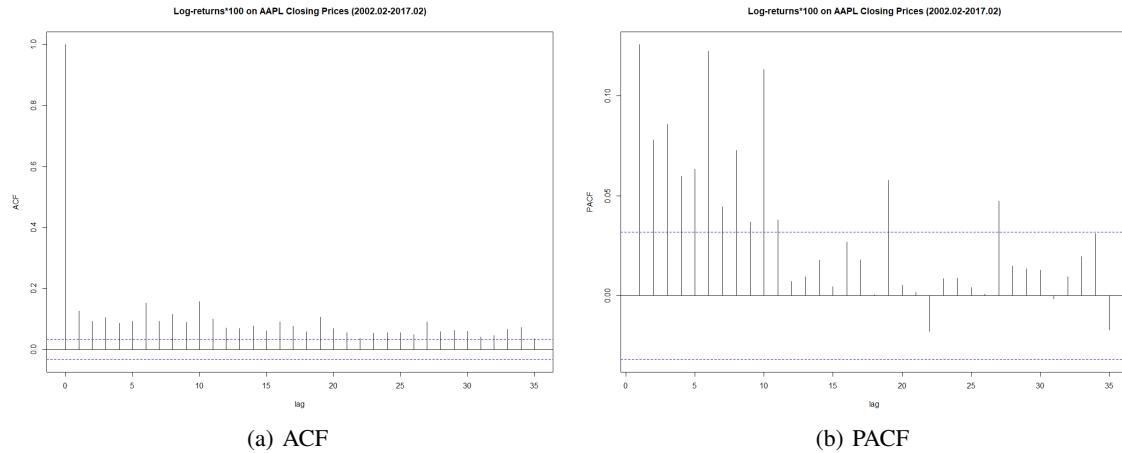 Log-returns*100 on AAPL Closing Prices (2002.02-2017.02)
ACF
1.0
0.8
0.6
0.4
0.2
0.0
0 5 10 15 20 25 30 35
lag
(a) ACF
Log-returns*100 on AAPL Closing Prices (2002.02-2017.02)
PACF
0.10
0.05
0.00
0 5 10 15 20 25 30 35
lag
(b) PACF